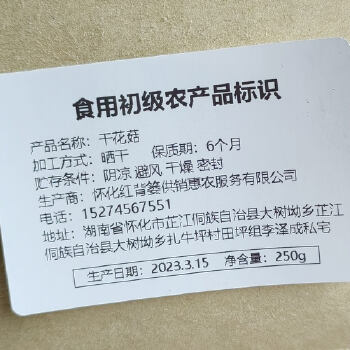 食用初级农产品标识
产品名称：干花菇
加工方式：晒干 保质期：6个月
贮存条件：阴凉 避风 干燥 密封
生产商：怀化红背篓供销惠农服务有限公司
电话：15274567551
地址：湖南省怀化市芷江侗族自治县大树坳乡芷江
侗族自治县大树坳乡扎牛坪村田坪组李泽成私宅
生产日期：2023.3.15 净含量：250g